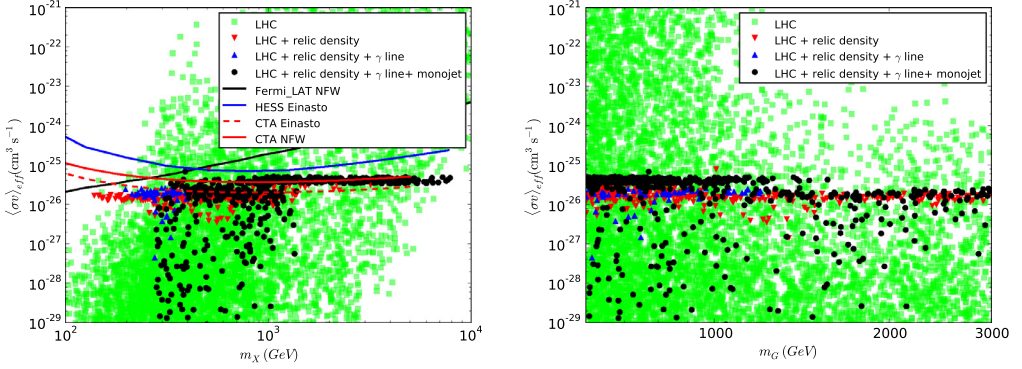 10^-21
10^-22
10^-23
10^-24
10^-25
10^-26
10^-27
10^-28
10^-29
⟨σv⟩_eff (cm³ s⁻¹)
LHC
LHC + relic density
LHC + relic density + γ line
LHC + relic density + γ line+ monojet
Fermi_LAT NFW
HESS Einasto
CTA Einasto
CTA NFW
10^2
10^3
10^4
m_X (GeV)
10^-21
10^-22
10^-23
10^-24
10^-25
10^-26
10^-27
10^-28
10^-29
⟨σv⟩_eff (cm³ s⁻¹)
LHC
LHC + relic density
LHC + relic density + γ line
LHC + relic density + γ line+ monojet
1000
2000
3000
m_G (GeV)